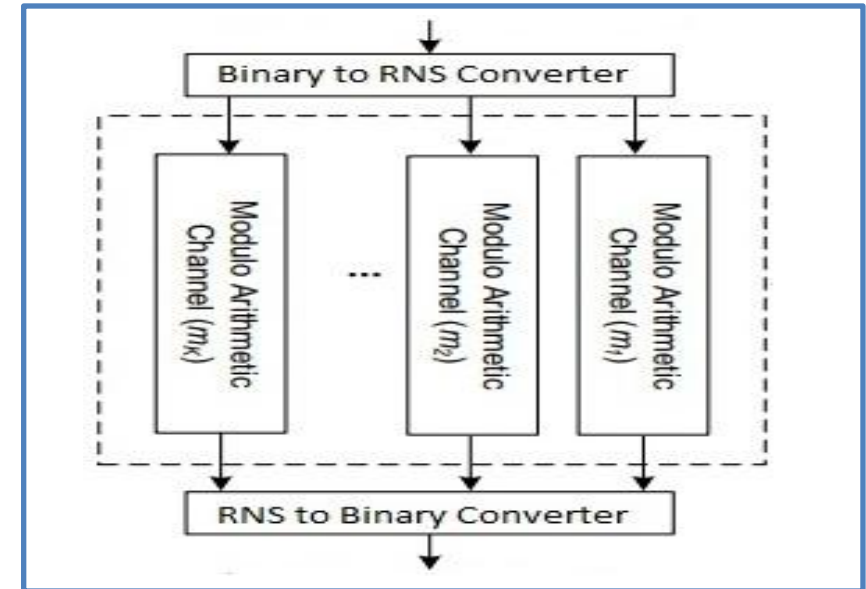 Binary to RNS Converter
Modulo Arithmetic
Channel (mK)
...
Modulo Arithmetic
Channel (m2)
Modulo Arithmetic
Channel (m1)
RNS to Binary Converter